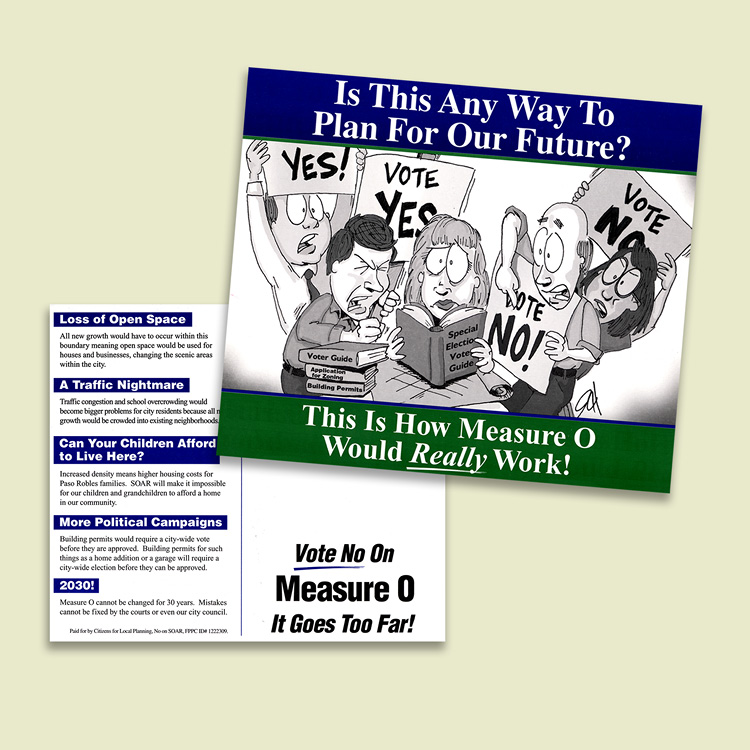 Is This Any Way To
Plan For Our Future?
YES!
VOTE
YES
VOTE
NO
VOTE
NO!
Special
Election
Voter
Guide
Voter Guide
Application
for Zoning
Building Permits
This Is How Measure O
Would Really Work!
Loss of Open Space
All new growth would have to occur within this
boundary meaning open space would be used for
houses and businesses, changing the scenic areas
within the city.
A Traffic Nightmare
Traffic congestion and school overcrowding would
become bigger problems for city residents because all
growth would be crowded into existing neighborhoods.
Can Your Children Afford
to Live Here?
Increased density means higher housing costs for
Paso Robles families. SOAR will make it impossible
for our children and grandchildren to afford a home
in our community.
More Political Campaigns
Building permits would require a city-wide vote
before they are approved. Building permits for such
things as a home addition or a garage will require a
city-wide election before they can be approved.
2030!
Measure O cannot be changed for 30 years. Mistakes
cannot be fixed by the courts or even our city council.
Paid for by Citizens for Local Planning, No on SOAR, FPPC ID# 1222309.
Vote No On
Measure O
It Goes Too Far!